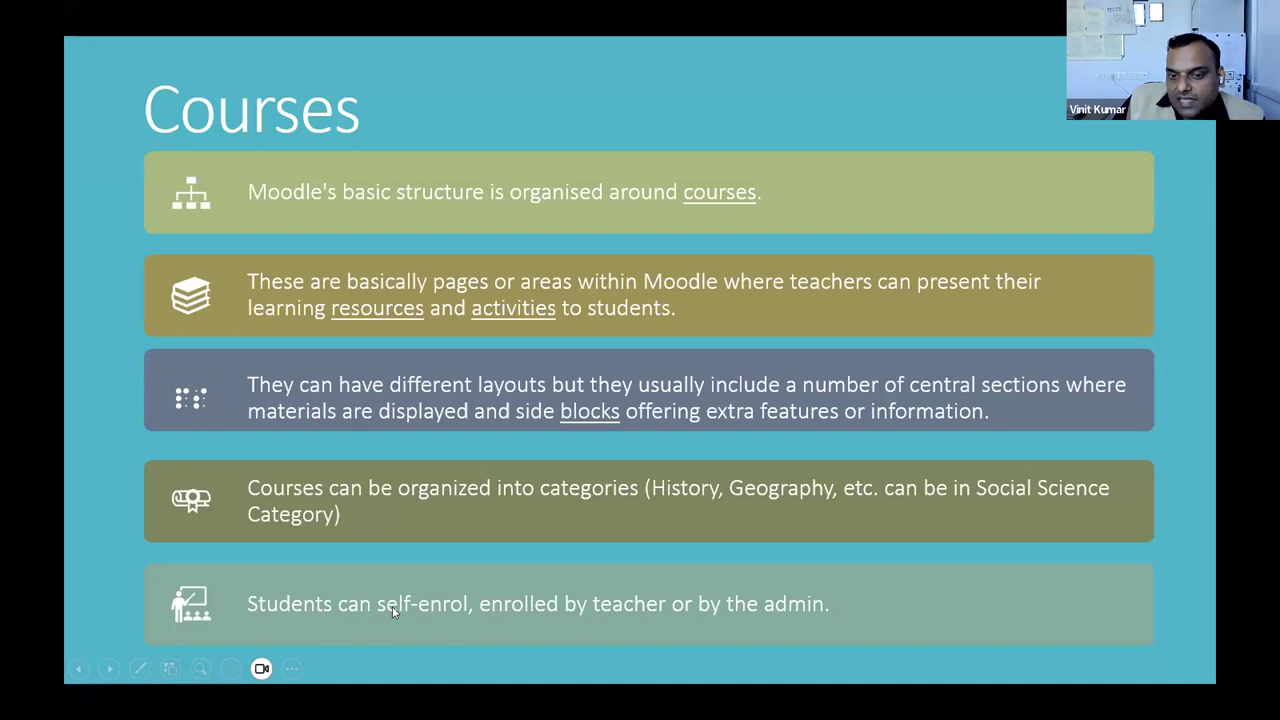 Courses
Vinit Kumar
Moodle's basic structure is organised around courses.
These are basically pages or areas within Moodle where teachers can present their
learning resources and activities to students.
They can have different layouts but they usually include a number of central sections where
materials are displayed and side blocks offering extra features or information.
Courses can be organized into categories (History, Geography, etc. can be in Social Science
Category)
Students can self-enrol, enrolled by teacher or by the admin.